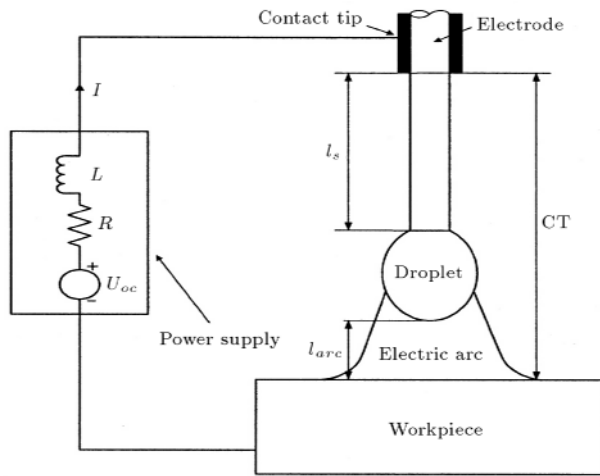 Contact tip
Electrode
I
l_s
L
R
CT
+
U_oc
−
Droplet
Power supply
l_arc
Electric arc
Workpiece